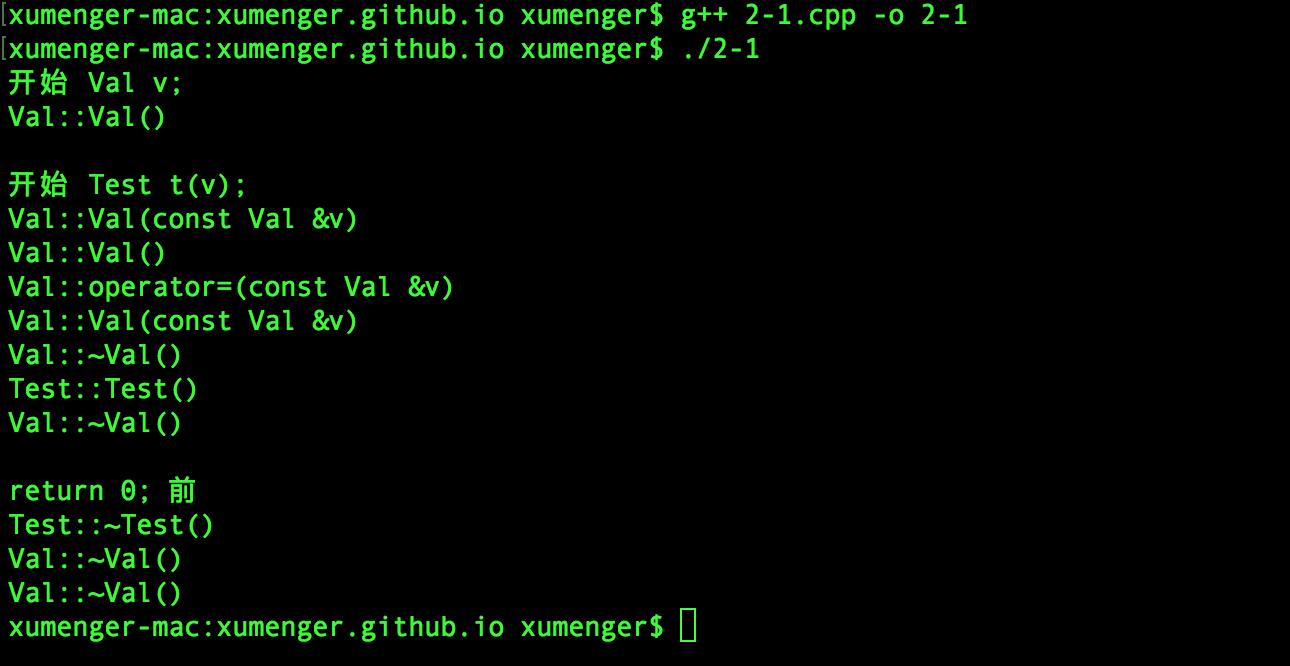 [xumenger-mac:xumenger.github.io xumenger$ g++ 2-1.cpp -o 2-1
[xumenger-mac:xumenger.github.io xumenger$ ./2-1
开始 Val v;
Val::Val()
开始 Test t(v);
Val::Val(const Val &v)
Val::Val()
Val::operator=(const Val &v)
Val::Val(const Val &v)
Val::~Val()
Test::Test()
Val::~Val()
return 0; 前
Test::~Test()
Val::~Val()
Val::~Val()
xumenger-mac:xumenger.github.io xumenger$